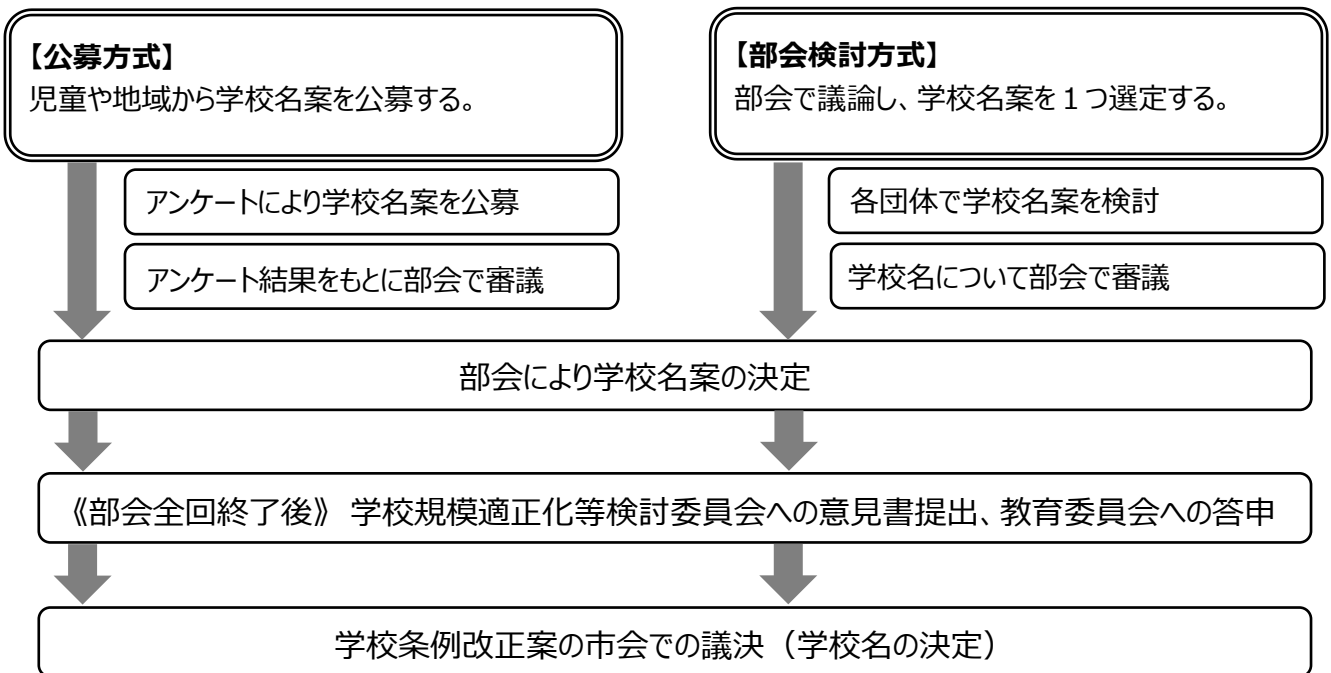 【公募方式】
児童や地域から学校名案を公募する。
アンケートにより学校名案を公募
アンケート結果をもとに部会で審議
【部会検討方式】
部会で議論し、学校名案を１つ選定する。
各団体で学校名案を検討
学校名について部会で審議
部会により学校名案の決定
《部会全回終了後》 学校規模適正化等検討委員会への意見書提出、教育委員会への答申
学校条例改正案の市会での議決（学校名の決定）